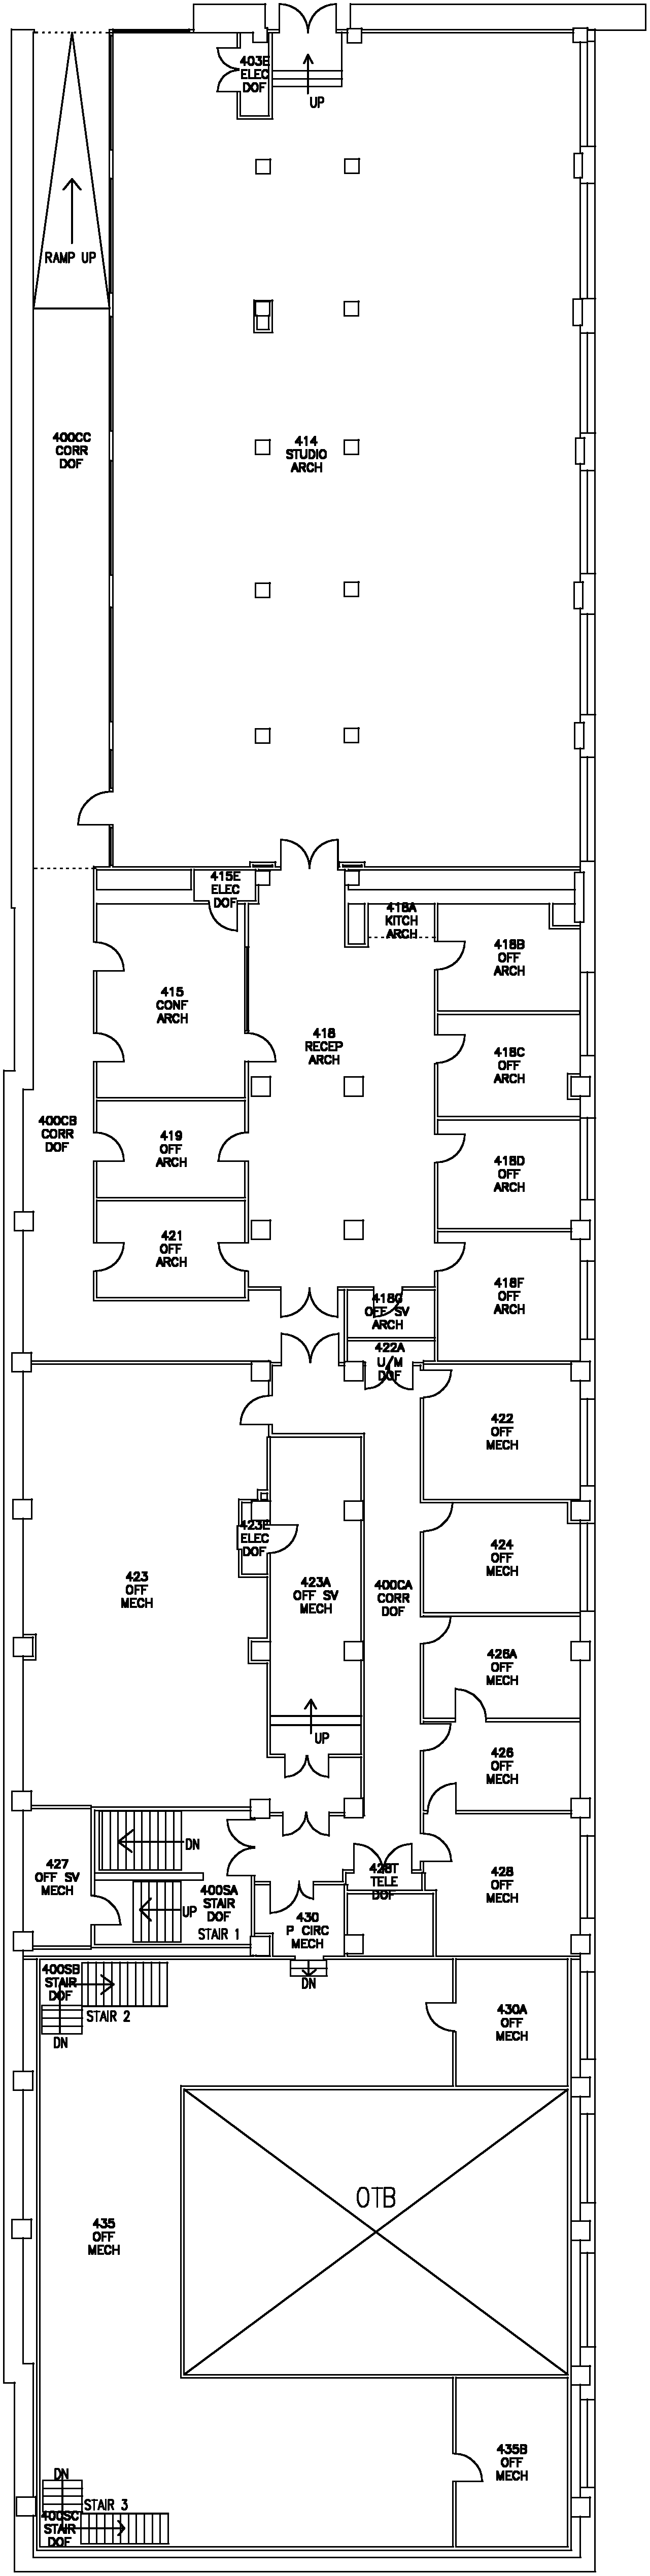 403E
ELEC
DOF
UP
RAMP UP
400CC
CORR
DOF
414
STUDIO
ARCH
415E
ELEC
DOF
418A
KITCH
ARCH
418B
OFF
ARCH
415
CONF
ARCH
418
RECEP
ARCH
418C
OFF
ARCH
400CB
CORR
DOF
419
OFF
ARCH
418D
OFF
ARCH
421
OFF
ARCH
418F
OFF
ARCH
418G
OFF SV
ARCH
422A
U/M
DOF
422
OFF
MECH
423E
ELEC
DOF
424
OFF
MECH
423
OFF
MECH
423A
OFF SV
MECH
400CA
CORR
DOF
426A
OFF
MECH
UP
426
OFF
MECH
DN
427
OFF SV
MECH
428T
TELE
DOF
428
OFF
MECH
400SA
STAIR
DOF
UP
STAIR 1
430
P CIRC
MECH
DN
400SB
STAIR
DOF
STAIR 2
DN
430A
OFF
MECH
OTB
435
OFF
MECH
435B
OFF
MECH
DN
STAIR 3
400SC
STAIR
DOF